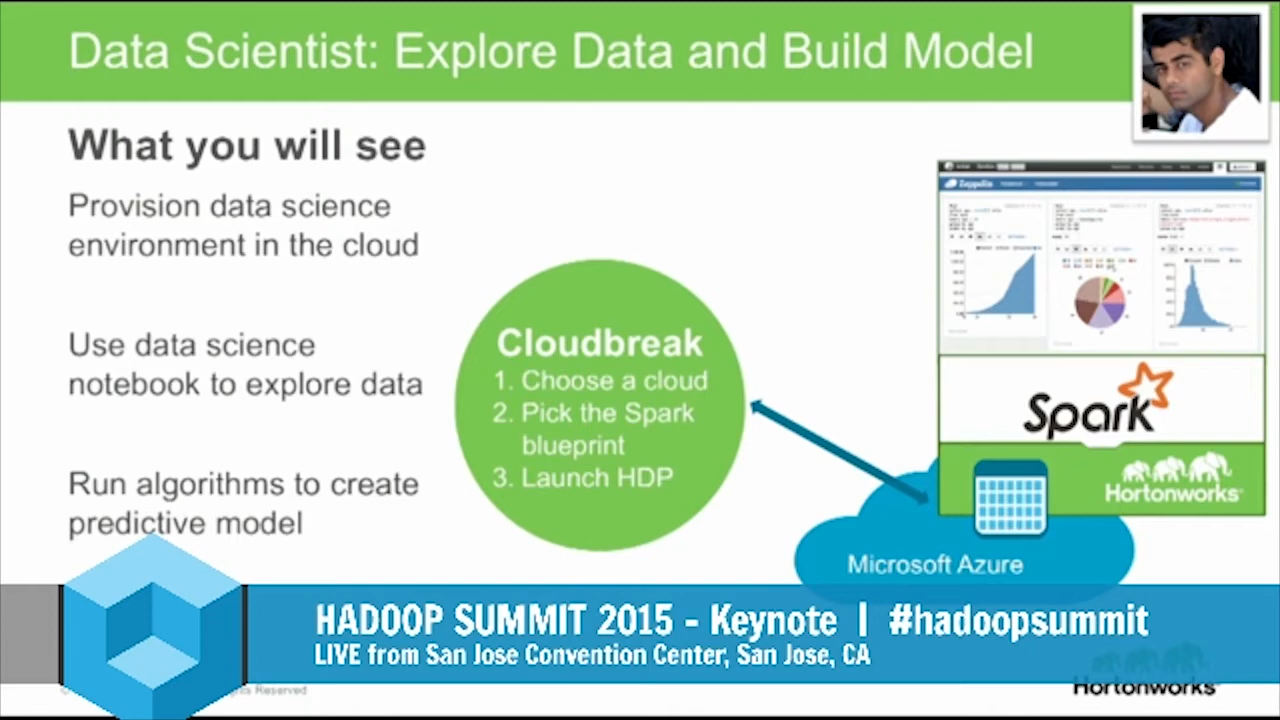 Data Scientist: Explore Data and Build Model
What you will see
Provision data science
environment in the cloud
Use data science
notebook to explore data
Run algorithms to create
predictive model
Cloudbreak
1. Choose a cloud
2. Pick the Spark
blueprint
3. Launch HDP
Zeppelin
Spark
Hortonworks
Microsoft Azure
HADOOP SUMMIT 2015 - Keynote | #hadoopsummit
LIVE from San Jose Convention Center, San Jose, CA
Reserved
Hortonworks